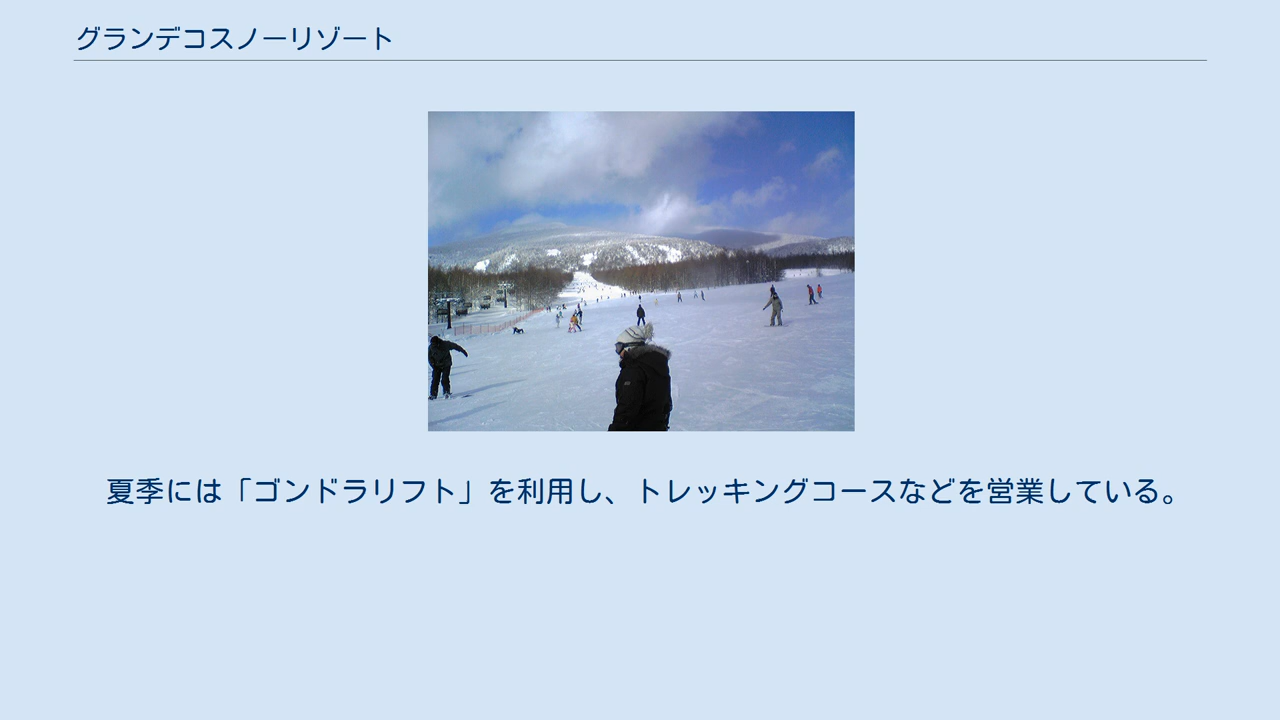 グランデコスノーリゾート
夏季には「ゴンドラリフト」を利用し、トレッキングコースなどを営業している。